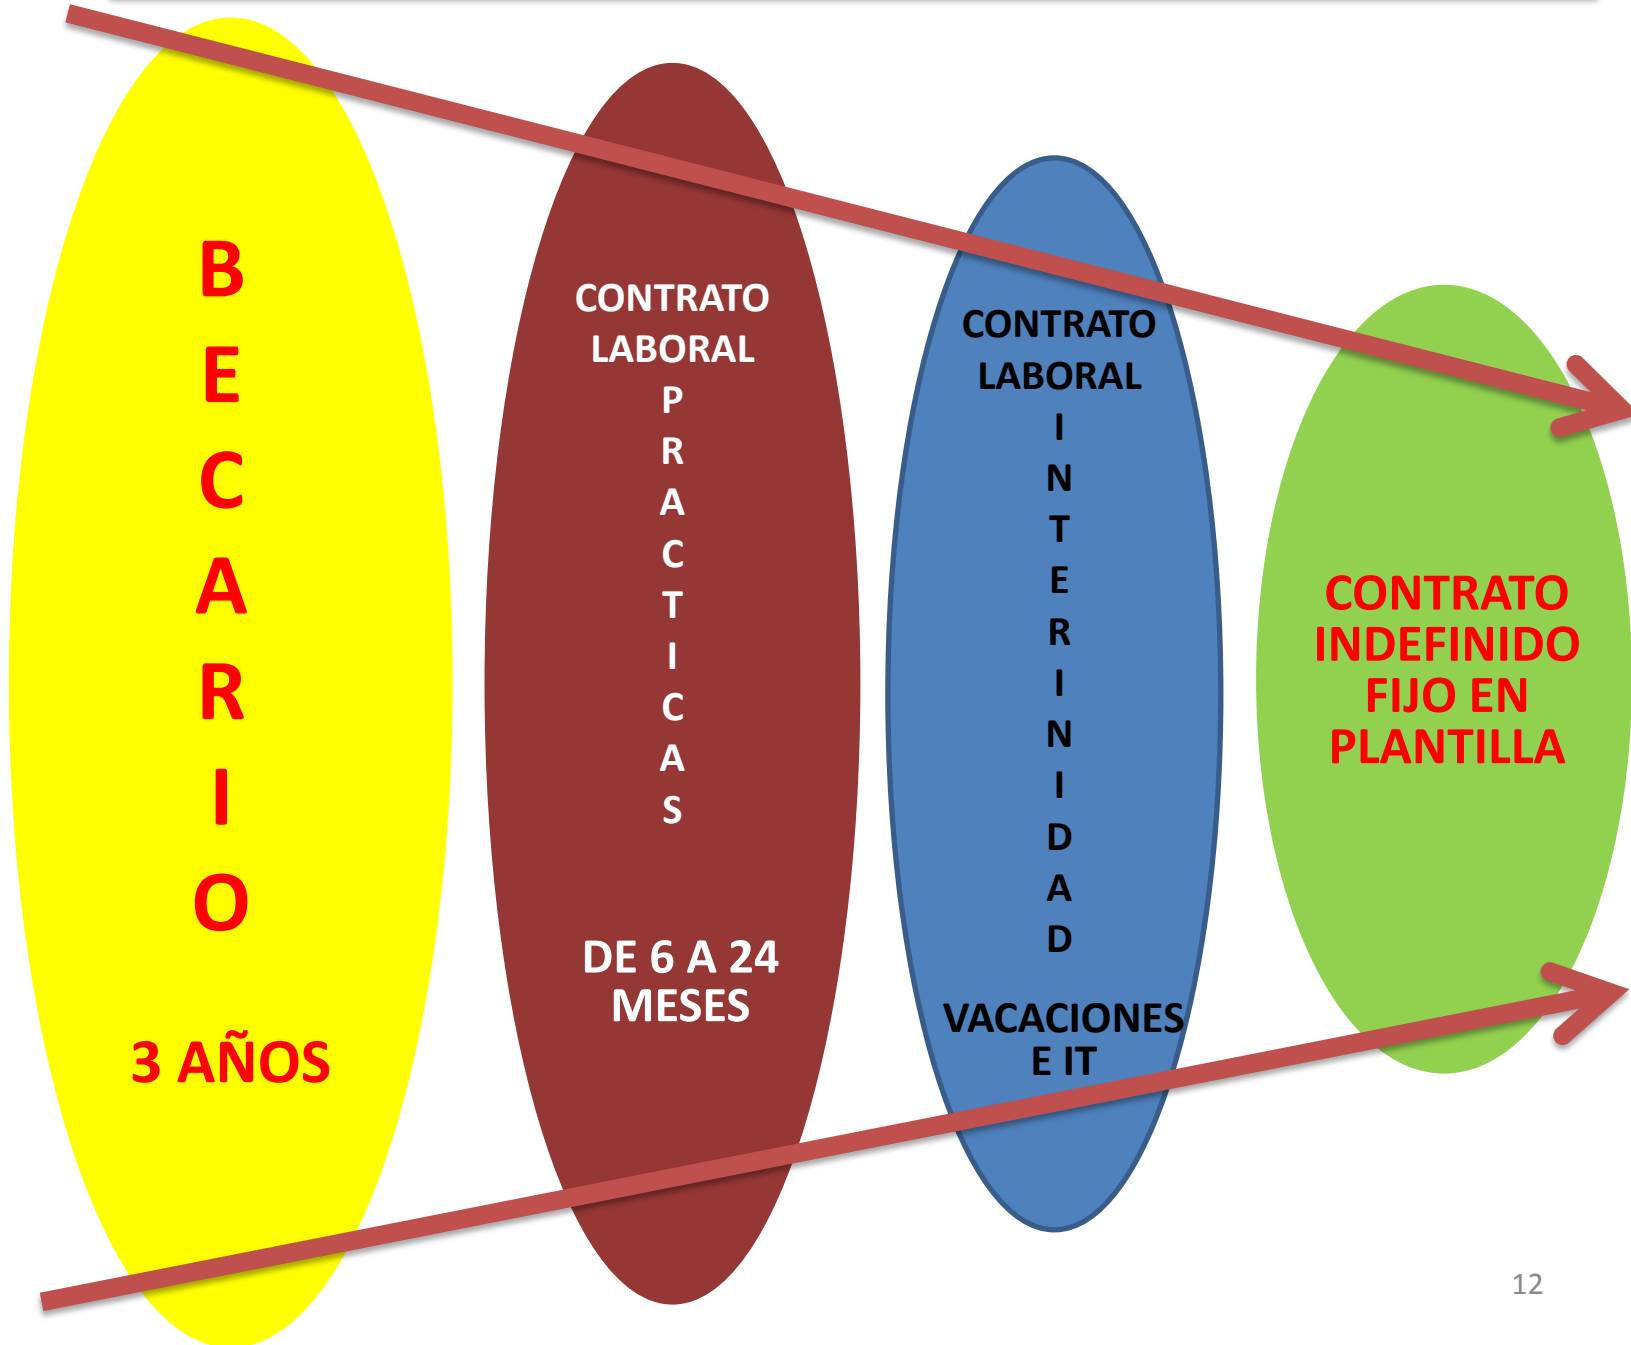 B
E
C
A
R
I
O
3 AÑOS
CONTRATO
LABORAL
P
R
A
C
T
I
C
A
S
DE 6 A 24
MESES
CONTRATO
LABORAL
I
N
T
E
R
I
N
I
D
A
D
VACACIONES
E IT
CONTRATO
INDEFINIDO
FIJO EN
PLANTILLA
12